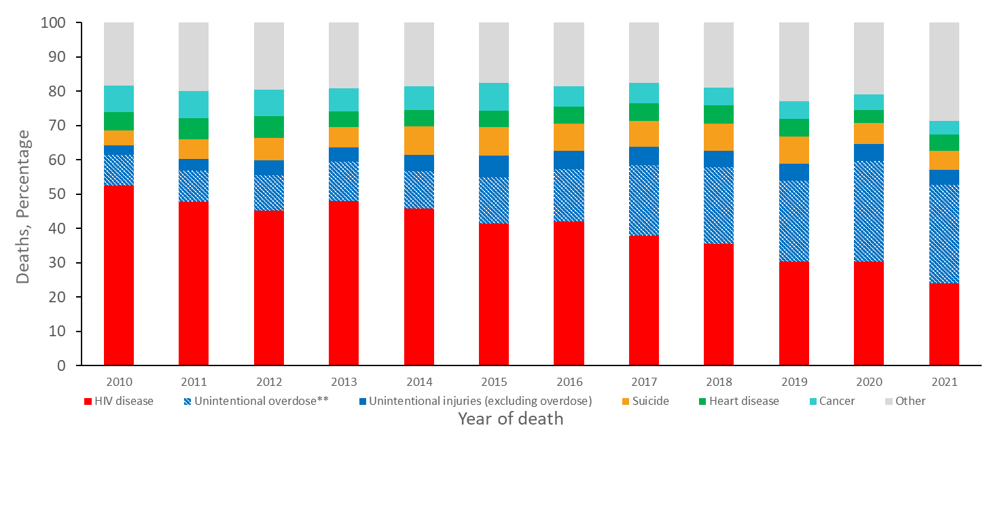 100
90
80
70
60
50
40
30
20
10
0
Deaths, Percentage
2010 2011 2012 2013 2014 2015 2016 2017 2018 2019 2020 2021
HIV disease Unintentional overdose** Unintentional injuries (excluding overdose) Suicide Heart disease Cancer Other
Year of death